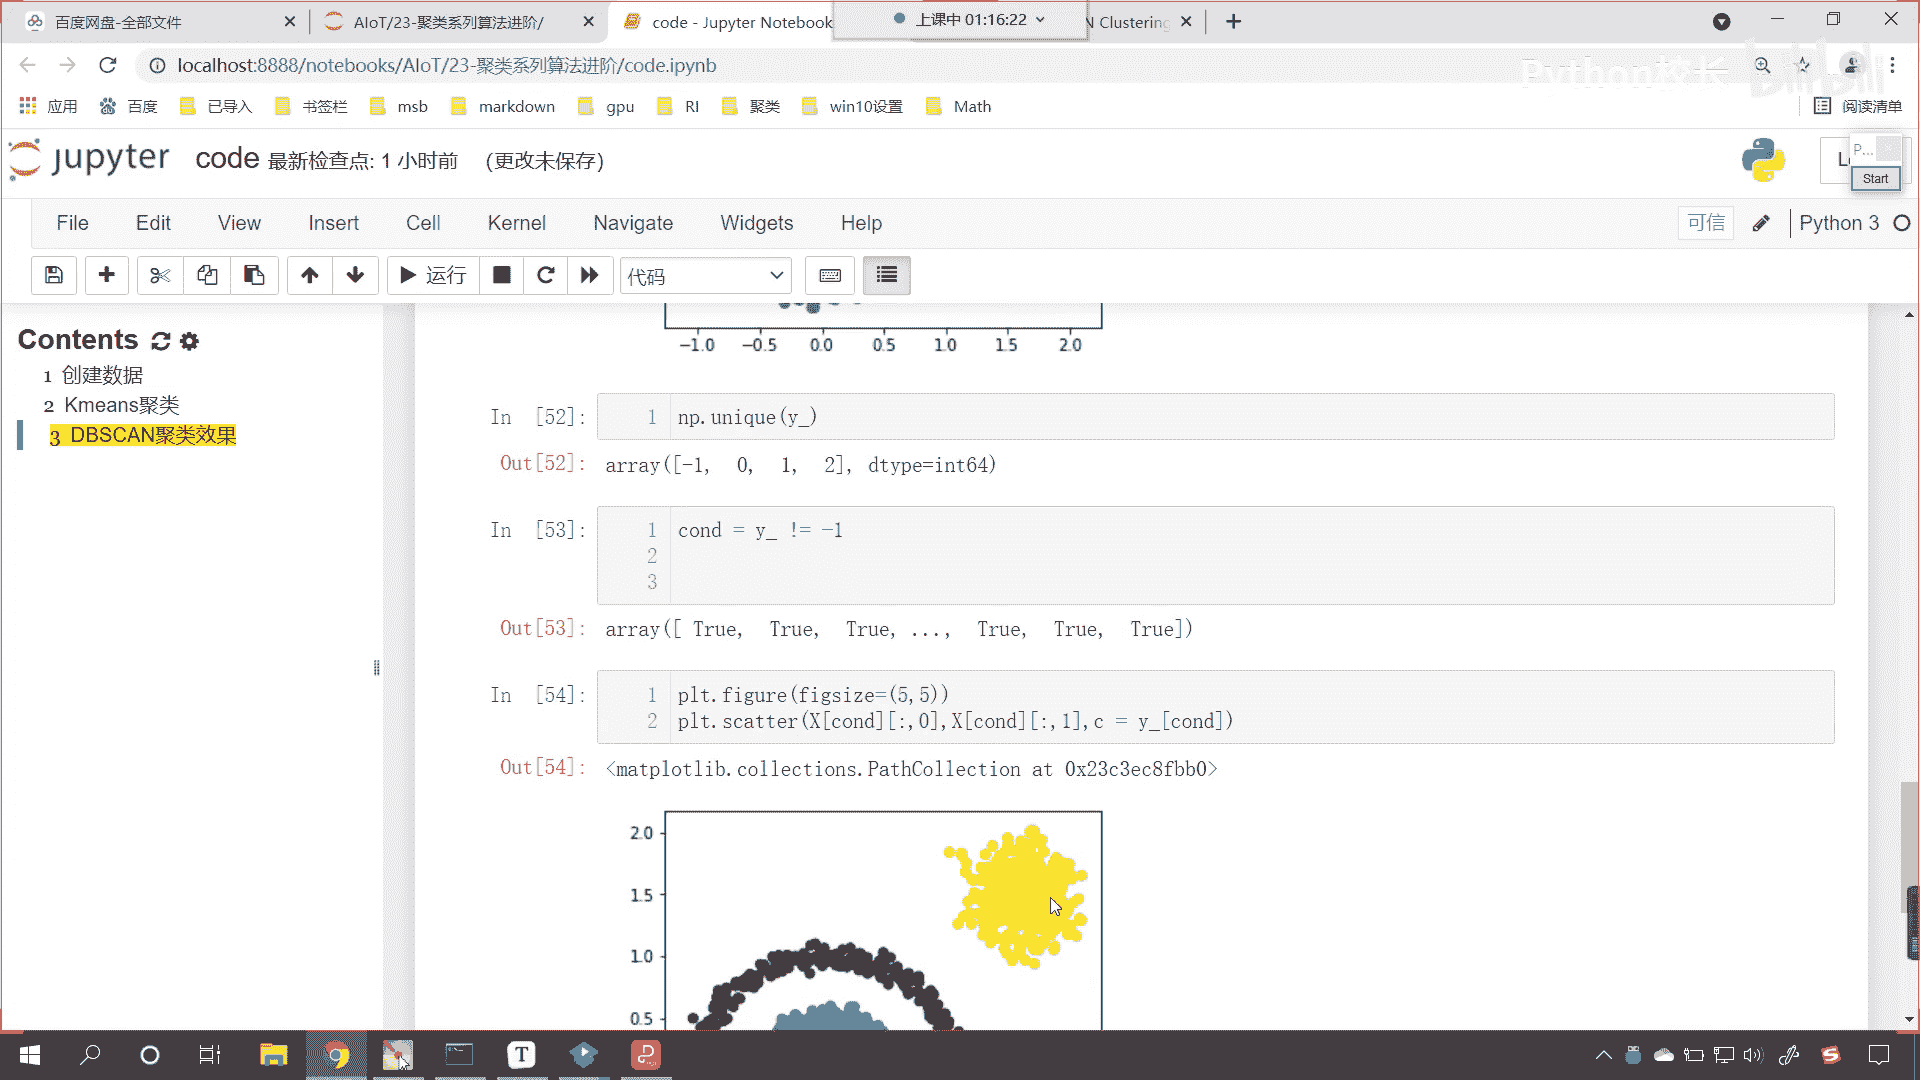 百度网盘-全部文件
AIoT/23-聚类系列算法进阶/
code - Jupyter Notebook
上课中 01:16:22
N Clustering
localhost:8888/notebooks/AIoT/23-聚类系列算法进阶/code.ipynb
Python校长
bilibili
应用 百度 已导入 书签栏 msb markdown gpu RI 聚类 win10设置 Math 阅读清单
jupyter code 最新检查点: 1 小时前 (更改未保存)
P...
Start
File Edit View Insert Cell Kernel Navigate Widgets Help 可信 Python 3
运行 代码
Contents
1 创建数据
2 Kmeans聚类
3 DBSCAN聚类效果
−1.0 −0.5 0.0 0.5 1.0 1.5 2.0
In [52]: 1 np.unique(y_)
Out[52]: array([-1, 0, 1, 2], dtype=int64)
In [53]: 1 cond = y_ != -1
2
3
Out[53]: array([ True, True, True, ..., True, True, True])
In [54]: 1 plt.figure(figsize=(5,5))
2 plt.scatter(X[cond][:,0],X[cond][:,1],c = y_[cond])
Out[54]: <matplotlib.collections.PathCollection at 0x23c3ec8fbb0>
2.0
1.5
1.0
0.5